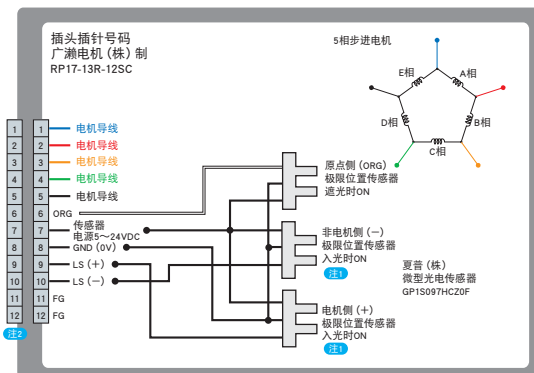 插头插针号码
广濑电机 (株) 制
RP17-13R-12SC
5相步进电机
E相
A相
D相
B相
C相
1 1 电机导线
2 2 电机导线
3 3 电机导线
4 4 电机导线
5 5 电机导线
6 6 ORG
7 7 传感器
电源5～24VDC
8 8 GND (0V)
9 9 LS (+)
10 10 LS (−)
11 11 FG
12 12 FG
注2
原点侧 (ORG)
极限位置传感器
遮光时ON
非电机侧 (−)
极限位置传感器
入光时ON
注1
电机侧 (+)
极限位置传感器
入光时ON
注1
夏普 (株)
微型光电传感器
GP1S097HCZ0F